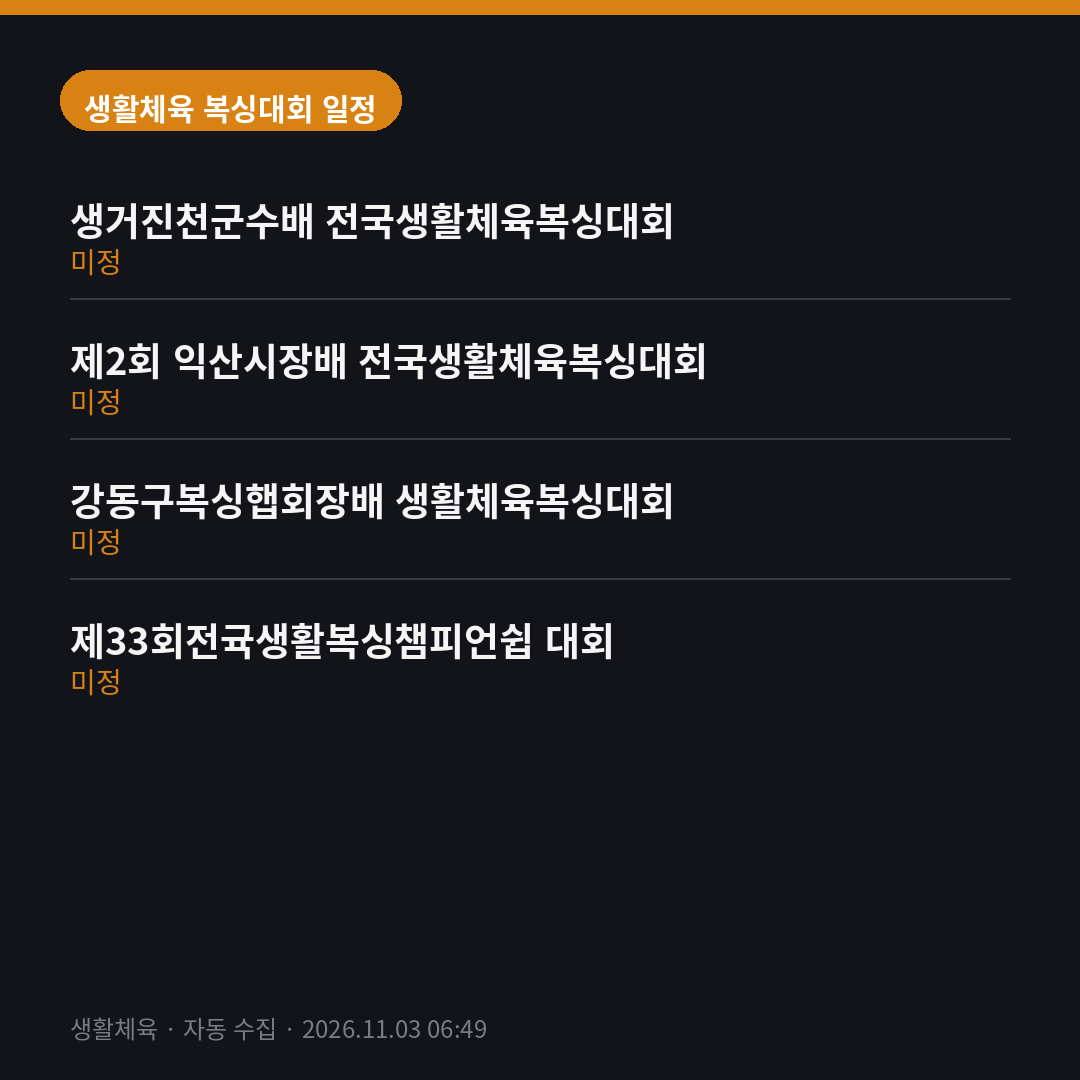 생활체육 복싱대회 일정
생거진천군수배 전국생활체육복싱대회
미정
제2회 익산시장배 전국생활체육복싱대회
미정
강동구복싱햅회장배 생활체육복싱대회
미정
제33회전규생활복싱챔피언쉽 대회
미정
생활체육 · 자동 수집 · 2026.11.03 06:49